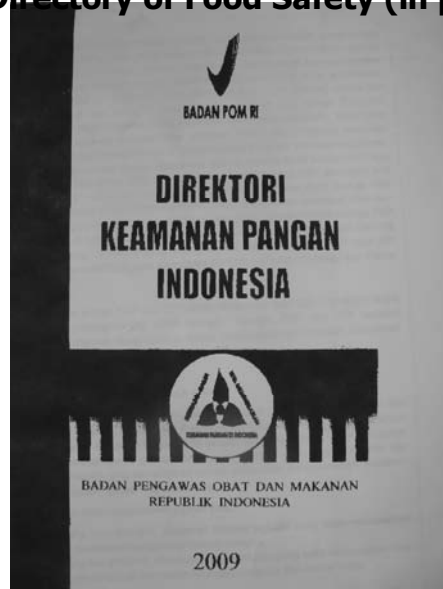 Directory of Food Safety (in p
BADAN POM RI
DIREKTORI
KEAMANAN PANGAN
INDONESIA
BADAN PENGAWAS OBAT DAN MAKANAN
REPUBLIK INDONESIA
2009